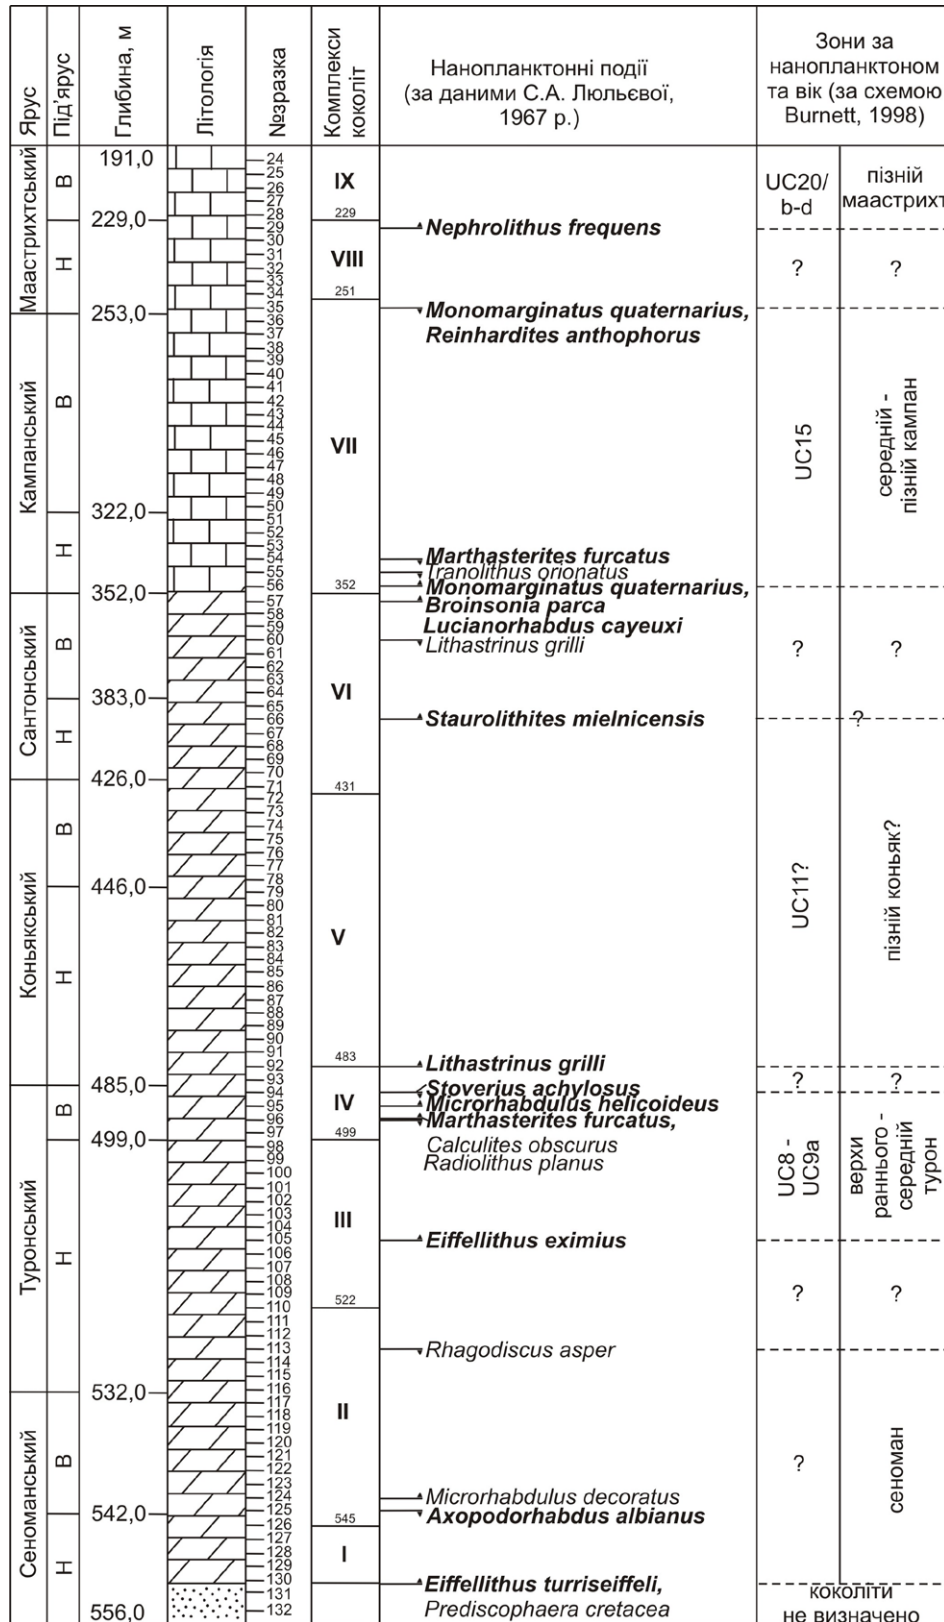 Ярус
Під'ярус
Глибина, м
Літологія
№зразка
Комплекси
коколіт
Нанопланктонні події
(за даними С.А. Люльєвої,
1967 р.)
Зони за
нанопланктоном
та вік (за схемою
Burnett, 1998)
Маастрихтський
Кампанський
Сантонський
Коньякський
Туронський
Сеноманський
В
Н
В
Н
В
Н
В
Н
В
Н
В
Н
191,0
229,0
253,0
322,0
352,0
383,0
426,0
446,0
485,0
499,0
532,0
542,0
556,0
24
25
26
27
28
29
30
31
32
33
34
35
36
37
38
39
40
41
42
43
44
45
46
47
48
49
50
51
52
53
54
55
56
57
58
59
60
61
62
63
64
65
66
67
68
69
70
71
72
73
74
75
76
77
78
79
80
81
82
83
84
85
86
87
88
89
90
91
92
93
94
95
96
97
98
99
100
101
102
103
104
105
106
107
108
109
110
111
112
113
114
115
116
117
118
119
120
121
122
123
124
125
126
127
128
129
130
131
132
IX
229
VIII
251
VII
352
VI
431
V
483
IV
499
III
522
II
545
I
Nephrolithus frequens
Monomarginatus quaternarius,
Reinhardites anthophorus
Marthasterites furcatus
Tranolithus orionatus
Monomarginatus quaternarius,
Broinsonia parca
Lucianorhabdus cayeuxi
Lithastrinus grilli
Staurolithites mielnicensis
Lithastrinus grilli
Stoverius achylosus
Microrhabdulus helicoideus
Marthasterites furcatus,
Calculites obscurus
Radiolithus planus
Eiffellithus eximius
Rhagodiscus asper
Microrhabdulus decoratus
Axopodorhabdus albianus
Eiffellithus turriseiffeli,
Prediscophaera cretacea
UC20/
b-d
пізній
маастрихт
?
?
UC15
середній -
пізній кампан
?
?
?
UC11?
пізній коньяк?
?
?
UC8 -
UC9a
верхи
раннього -
середній
турон
?
?
?
сеноман
коколіти
не визначено